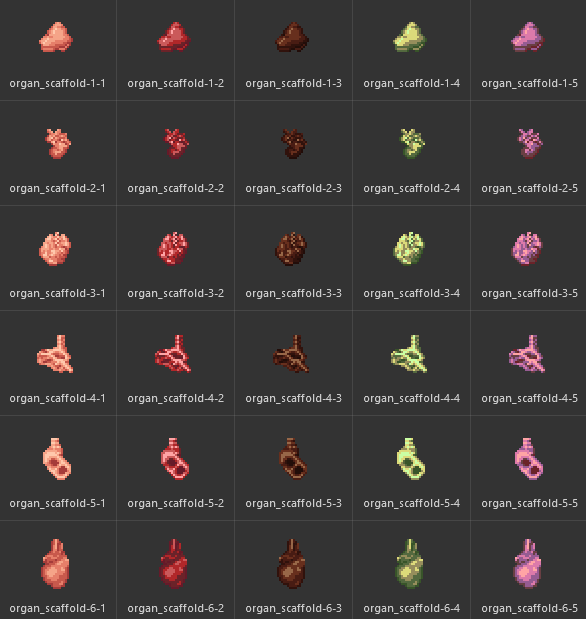 organ_scaffold-1-1 organ_scaffold-1-2 organ_scaffold-1-3 organ_scaffold-1-4 organ_scaffold-1-5
organ_scaffold-2-1 organ_scaffold-2-2 organ_scaffold-2-3 organ_scaffold-2-4 organ_scaffold-2-5
organ_scaffold-3-1 organ_scaffold-3-2 organ_scaffold-3-3 organ_scaffold-3-4 organ_scaffold-3-5
organ_scaffold-4-1 organ_scaffold-4-2 organ_scaffold-4-3 organ_scaffold-4-4 organ_scaffold-4-5
organ_scaffold-5-1 organ_scaffold-5-2 organ_scaffold-5-3 organ_scaffold-5-4 organ_scaffold-5-5
organ_scaffold-6-1 organ_scaffold-6-2 organ_scaffold-6-3 organ_scaffold-6-4 organ_scaffold-6-5